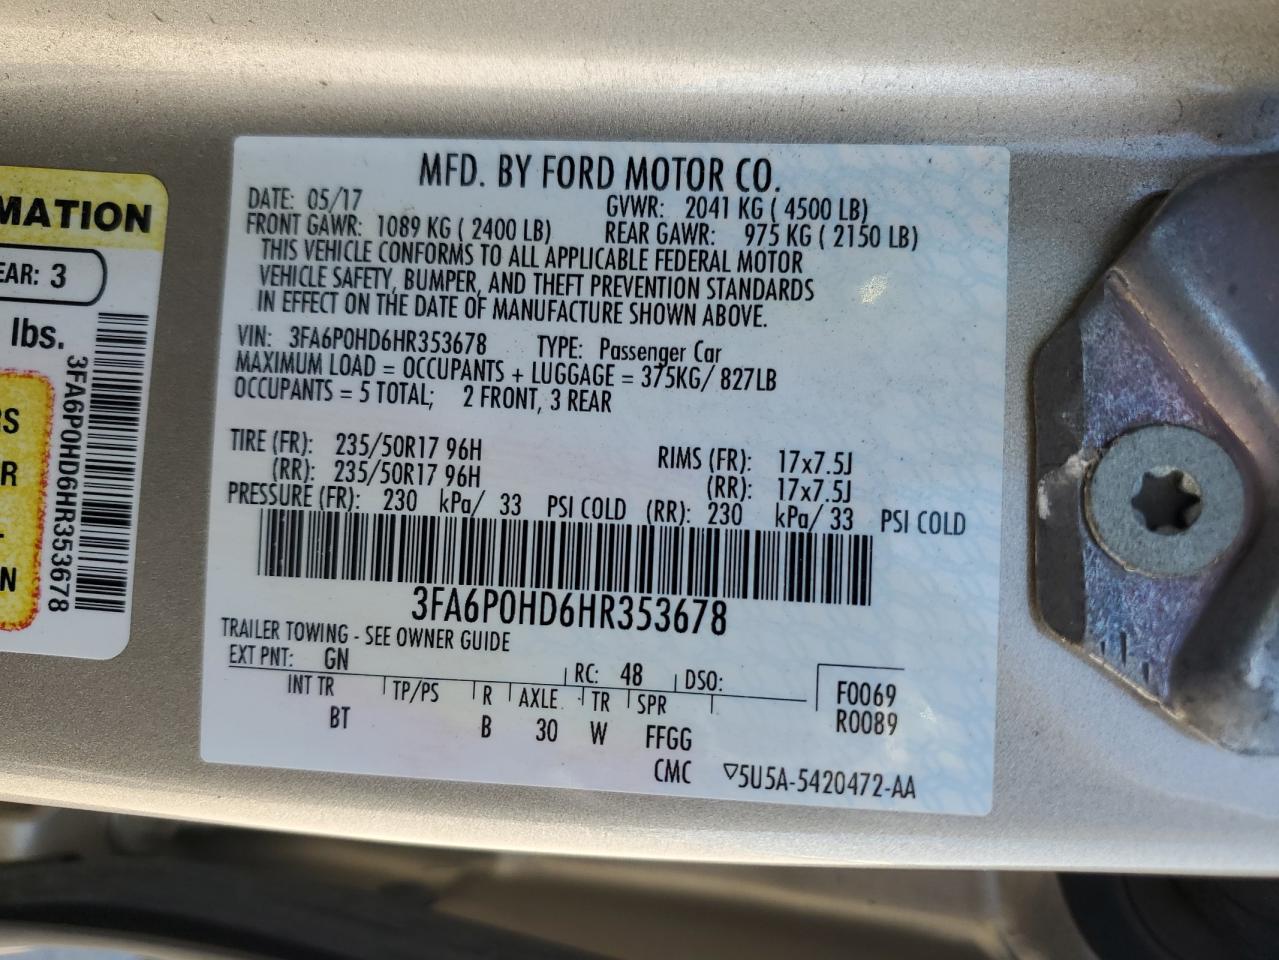 MFD. BY FORD MOTOR CO.
DATE: 05/17 GVWR: 2041 KG ( 4500 LB)
FRONT GAWR: 1089 KG ( 2400 LB) REAR GAWR: 975 KG ( 2150 LB)
THIS VEHICLE CONFORMS TO ALL APPLICABLE FEDERAL MOTOR
VEHICLE SAFETY, BUMPER, AND THEFT PREVENTION STANDARDS
IN EFFECT ON THE DATE OF MANUFACTURE SHOWN ABOVE.
VIN: 3FA6P0HD6HR353678 TYPE: Passenger Car
MAXIMUM LOAD = OCCUPANTS + LUGGAGE = 375KG/ 827LB
OCCUPANTS = 5 TOTAL; 2 FRONT, 3 REAR
TIRE (FR): 235/50R17 96H RIMS (FR): 17x7.5J
(RR): 235/50R17 96H (RR): 17x7.5J
PRESSURE (FR): 230 kPa/ 33 PSI COLD (RR): 230 kPa/ 33 PSI COLD
3FA6P0HD6HR353678
TRAILER TOWING - SEE OWNER GUIDE
EXT PNT: GN RC: 48 DSO:
INT TR TP/PS R AXLE TR SPR
BT B 30 W FFGG
CMC
F0069
R0089
▽5U5A-5420472-AA
MATION
EAR: 3
lbs.
RS
R
N
3FA6P0HD6HR353678